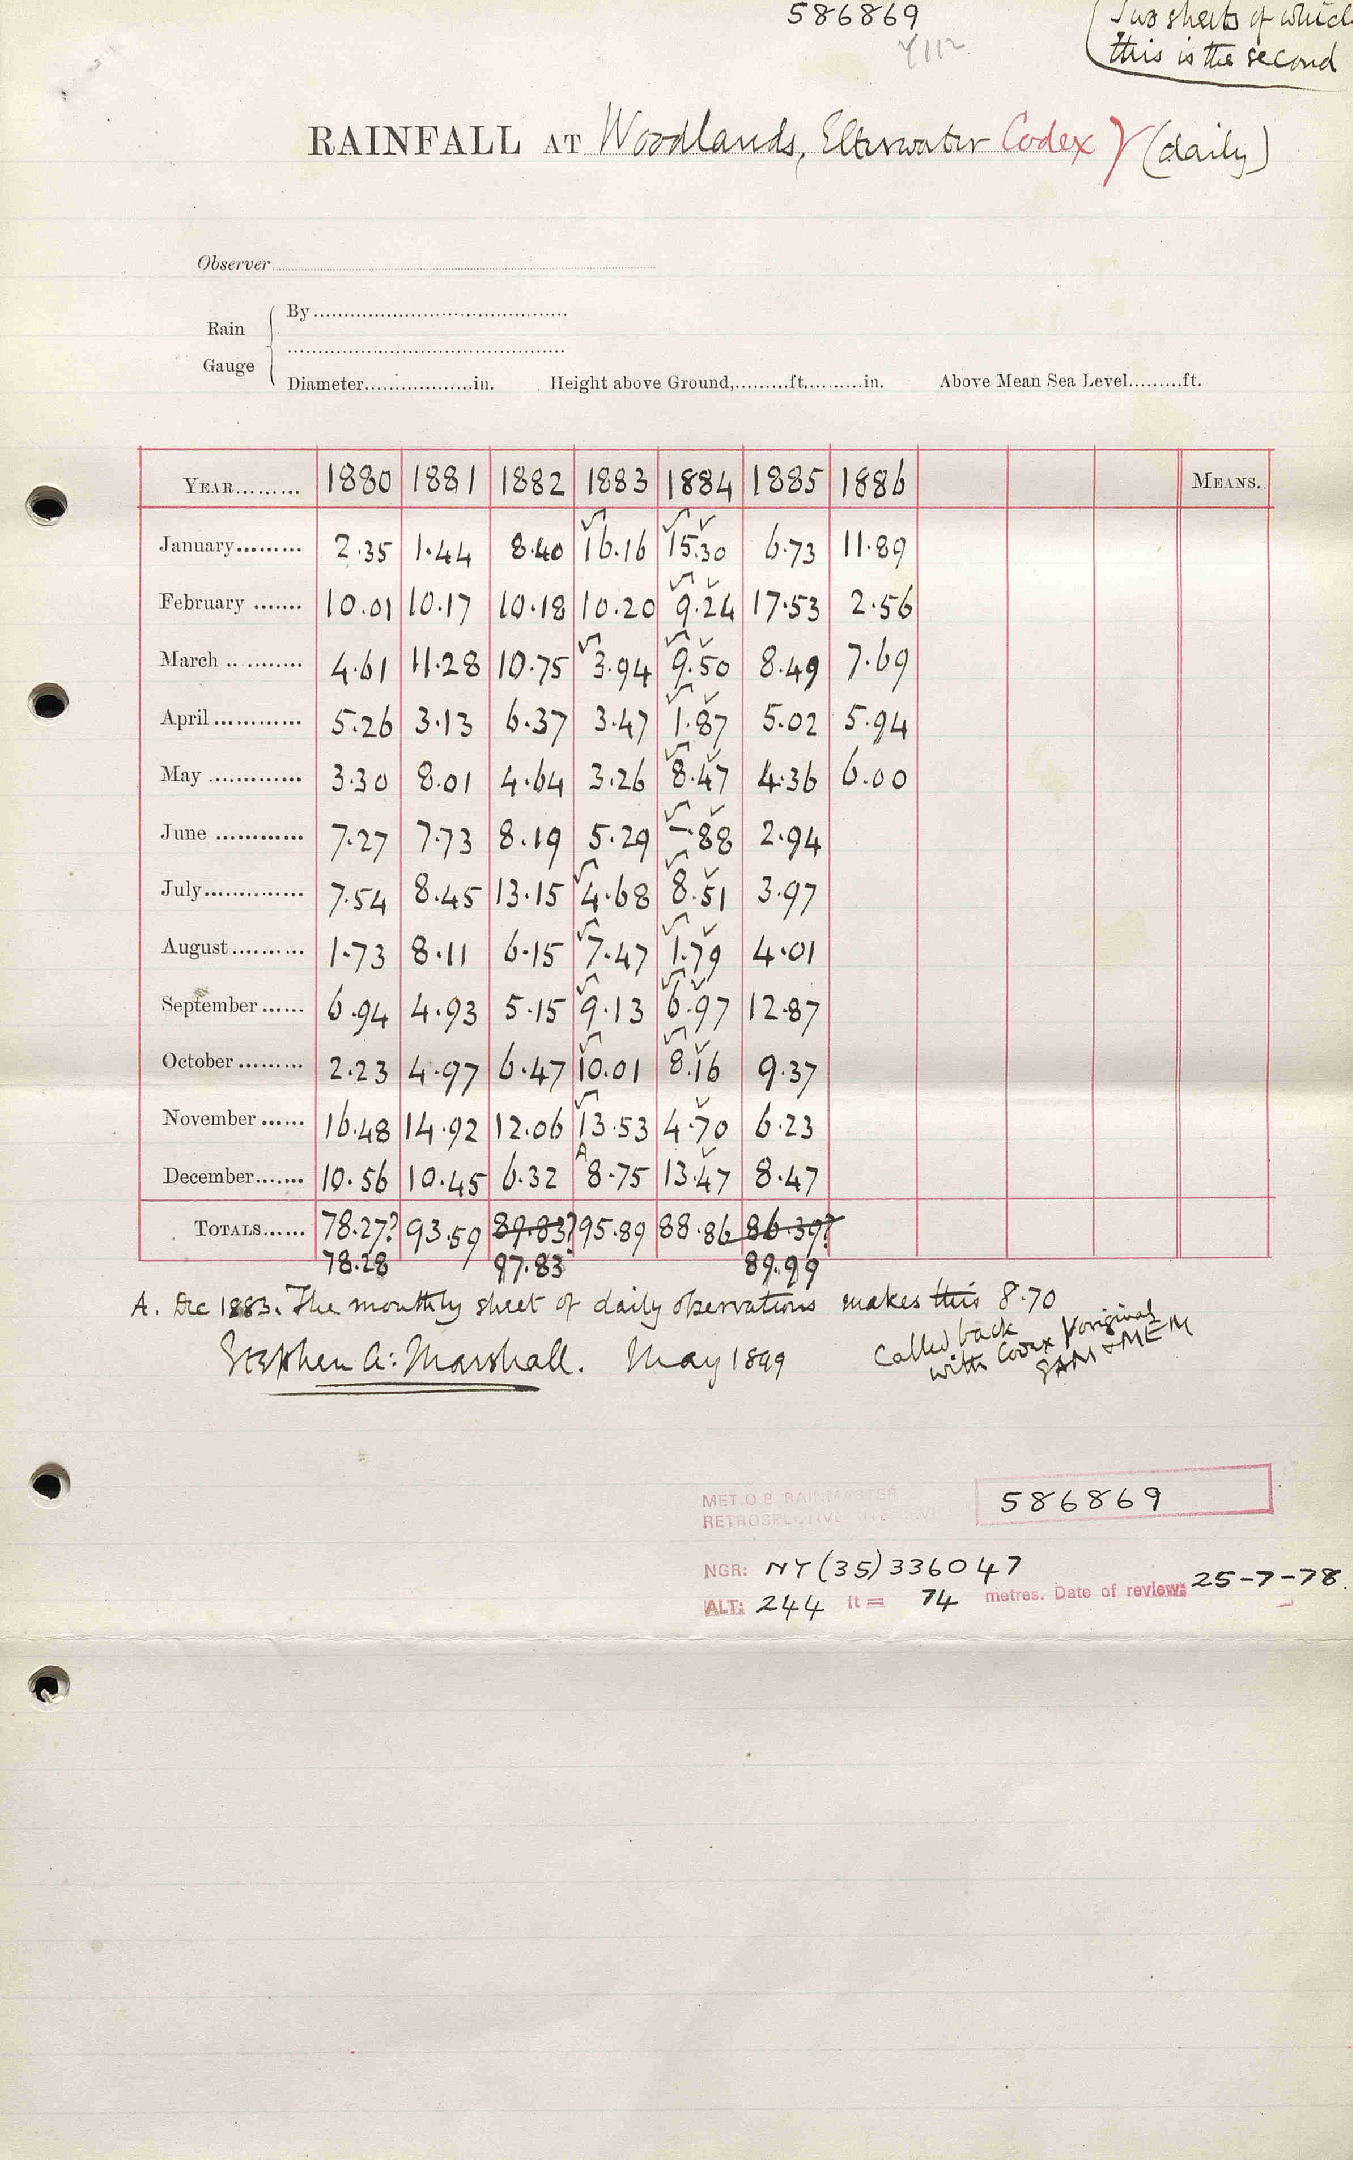 586869
Y112
Two sheets of which
this is the second
RAINFALL AT Woodlands, Elterwater Codex γ (daily)
Observer
Rain Gauge
By
Diameter in. Height above Ground, ft. in. Above Mean Sea Level ft.
YEAR 1880 1881 1882 1883 1884 1885 1886 MEANS.
January 2.35 1.44 8.40 16.16 15.30 6.73 11.89
February 10.01 10.17 10.18 10.20 9.24 17.53 2.56
March 4.61 11.28 10.75 3.94 9.50 8.49 7.69
April 5.26 3.13 6.37 3.47 1.87 5.02 5.94
May 3.30 8.01 4.64 3.26 8.47 4.36 6.00
June 7.27 7.73 8.19 5.29 -.88 2.94
July 7.54 8.45 13.15 4.68 8.51 3.97
August 1.73 8.11 6.15 7.47 1.79 4.01
September 6.94 4.93 5.15 9.13 6.97 12.87
October 2.23 4.97 6.47 10.01 8.16 9.37
November 16.48 14.92 12.06 13.53 4.70 6.23
December 10.56 10.45 6.32 A 8.75 13.47 8.47
TOTALS 78.27? 93.59 89.83? 95.89 88.86 86.39?
78.28 97.83 89.99
A. Dec 1883. The monthly sheet of daily observations makes this 8.70
Stephen A: Marshall. May 1899
Called back
with Codex γ original
SAM & MEM
MET.O.8 RAINMASTER
RETROSPECTIVE
586869
NGR: NY (35) 336047
ALT: 244 ft = 74 metres. Date of review: 25-7-78.